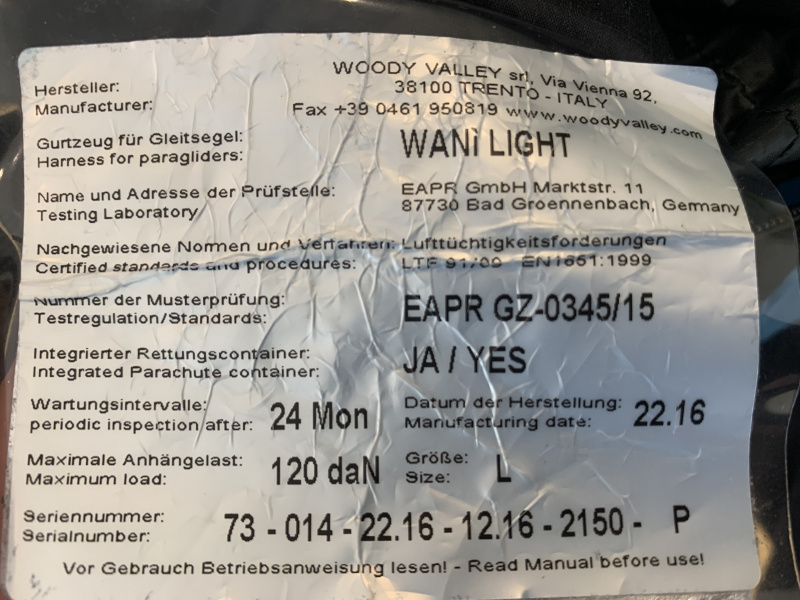 Hersteller:
Manufacturer:
WOODY VALLEY srl, Via Vienna 92,
38100 TRENTO - ITALY
Fax +39 0461 950819 www.woodyvalley.com
Gurtzeug für Gleitsegel:
Harness for paragliders:
WANÌ LIGHT
Name und Adresse der Prüfstelle:
Testing Laboratory
EAPR GmbH Marktstr. 11
87730 Bad Groennenbach, Germany
Nachgewiesene Normen und Verfahren: Lufttüchtigkeitsforderungen
Certified standards and procedures: LTF 91/09 EN1651:1999
Nummer der Musterprüfung:
Testregulation/Standards:
EAPR GZ-0345/15
Integrierter Rettungscontainer:
Integrated Parachute container:
JA / YES
Wartungsintervalle:
periodic inspection after:
24 Mon
Datum der Herstellung:
Manufacturing date:
22.16
Maximale Anhängelast:
Maximum load:
120 daN
Größe:
Size:
L
Seriennummer:
Serialnumber:
73 - 014 - 22.16 - 12.16 - 2150 - P
Vor Gebrauch Betriebsanweisung lesen! - Read Manual before use!